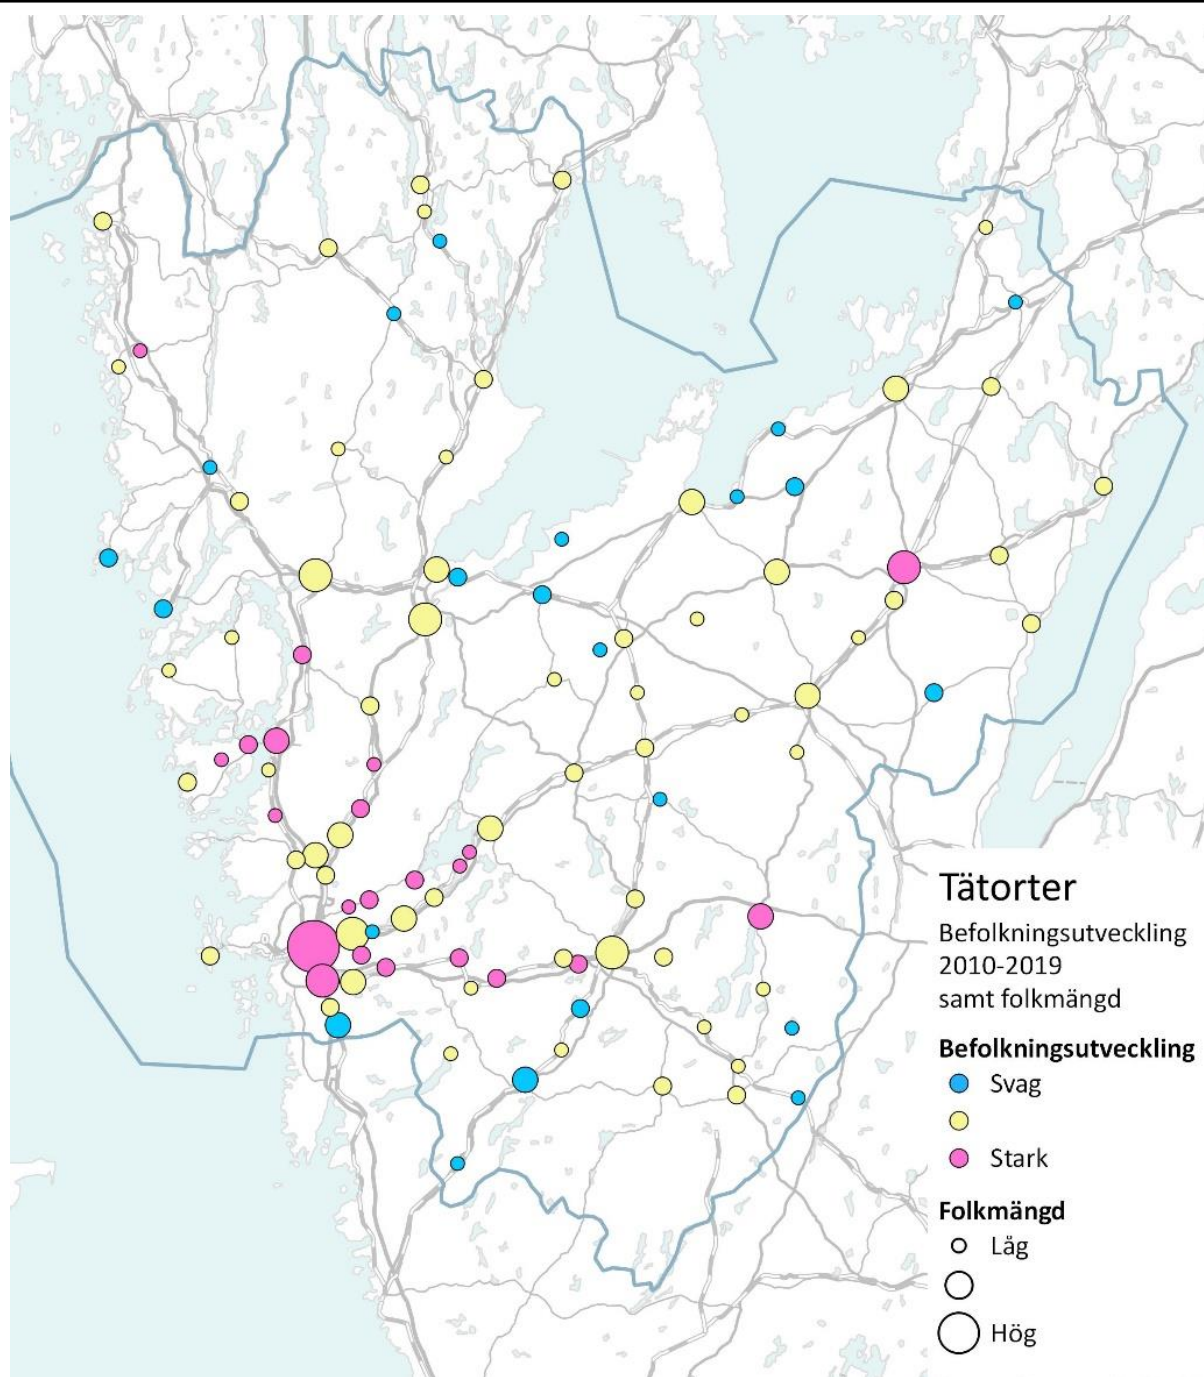 Tätorter
Befolkningsutveckling
2010-2019
samt folkmängd
Befolkningsutveckling
Svag
Stark
Folkmängd
Låg
Hög